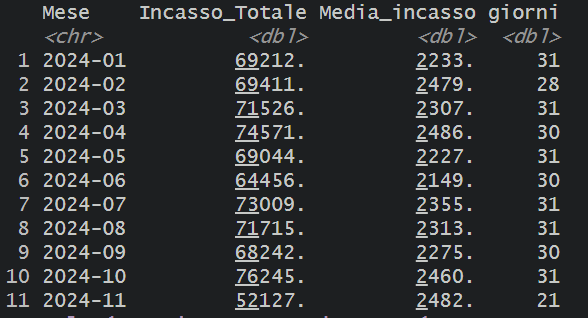 Mese Incasso_Totale Media_incasso giorni
<chr> <dbl> <dbl> <dbl>
1 2024-01 69212. 2233. 31
2 2024-02 69411. 2479. 28
3 2024-03 71526. 2307. 31
4 2024-04 74571. 2486. 30
5 2024-05 69044. 2227. 31
6 2024-06 64456. 2149. 30
7 2024-07 73009. 2355. 31
8 2024-08 71715. 2313. 31
9 2024-09 68242. 2275. 30
10 2024-10 76245. 2460. 31
11 2024-11 52127. 2482. 21